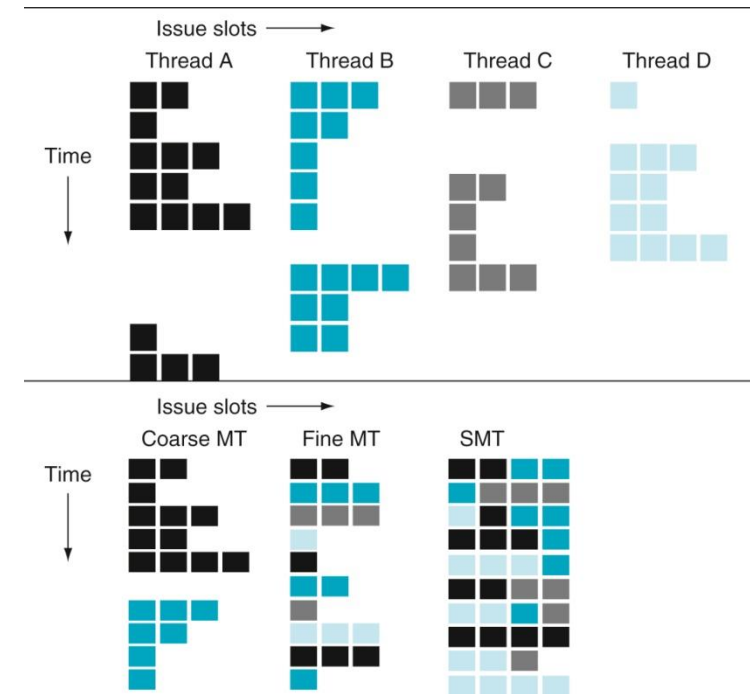 Issue slots
Thread A Thread B Thread C Thread D
Time
Issue slots
Coarse MT Fine MT SMT
Time